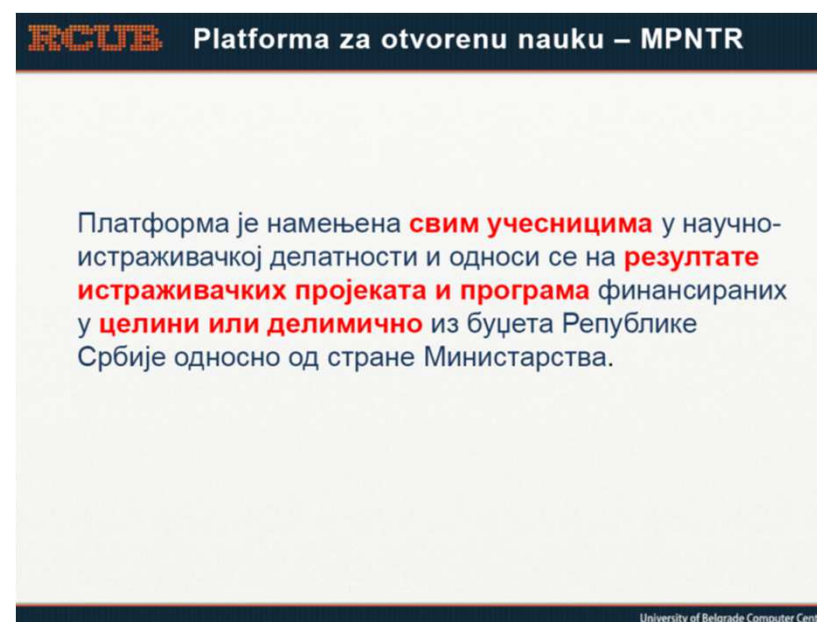 RCUB Platforma za otvorenu nauku – MPNTR
Платформа је намењена свим учесницима у научно-
истраживачкој делатности и односи се на резултате
истраживачких пројеката и програма финансираних
у целини или делимично из буџета Републике
Србије односно од стране Министарства.
University of Belgrade Computer Cent